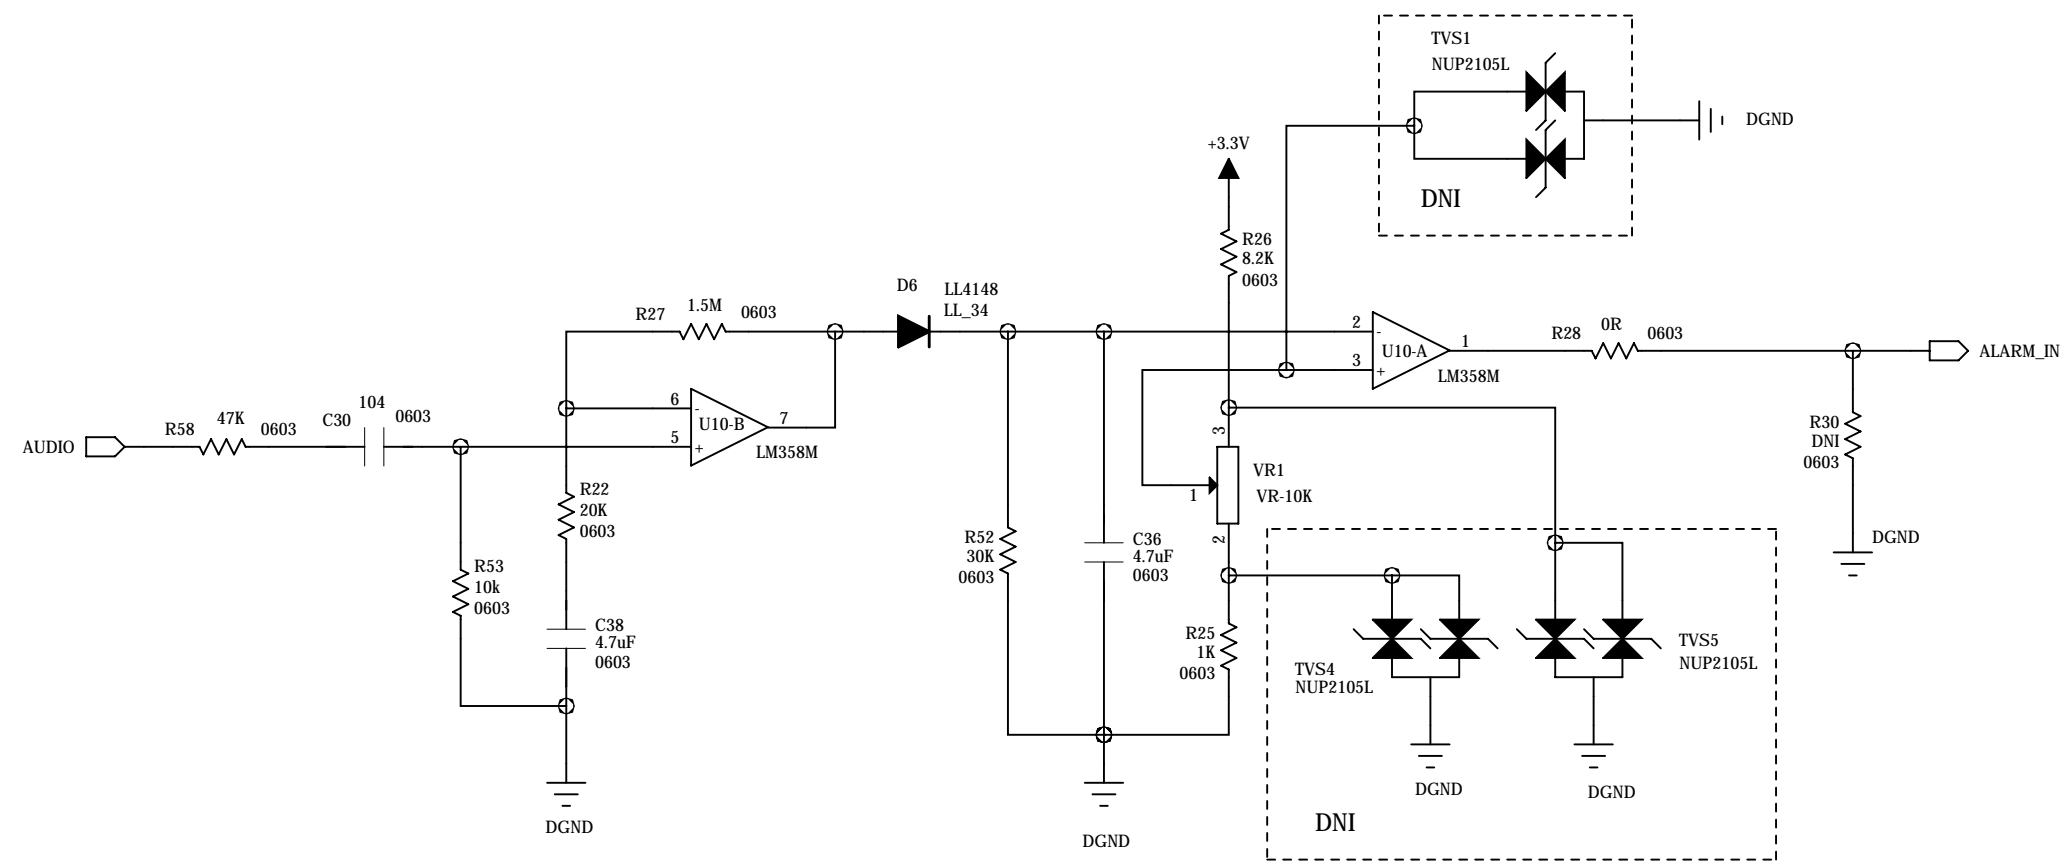 TVS1
NUP2105L
DGND
DNI
+3.3V
R26
8.2K
0603
D6
LL4148
LL_34
R27 1.5M 0603
2
-
U10-A
3
+
1
LM358M
R28 0R 0603
ALARM_IN
R30
DNI
0603
DGND
AUDIO
R58 47K 0603
C30 104 0603
6
-
U10-B
5
+
7
LM358M
R22
20K
0603
R53
10k
0603
C38
4.7uF
0603
DGND
R52
30K
0603
C36
4.7uF
0603
DGND
3
VR1
VR-10K
1
2
R25
1K
0603
TVS4
NUP2105L
TVS5
NUP2105L
DGND
DGND
DNI